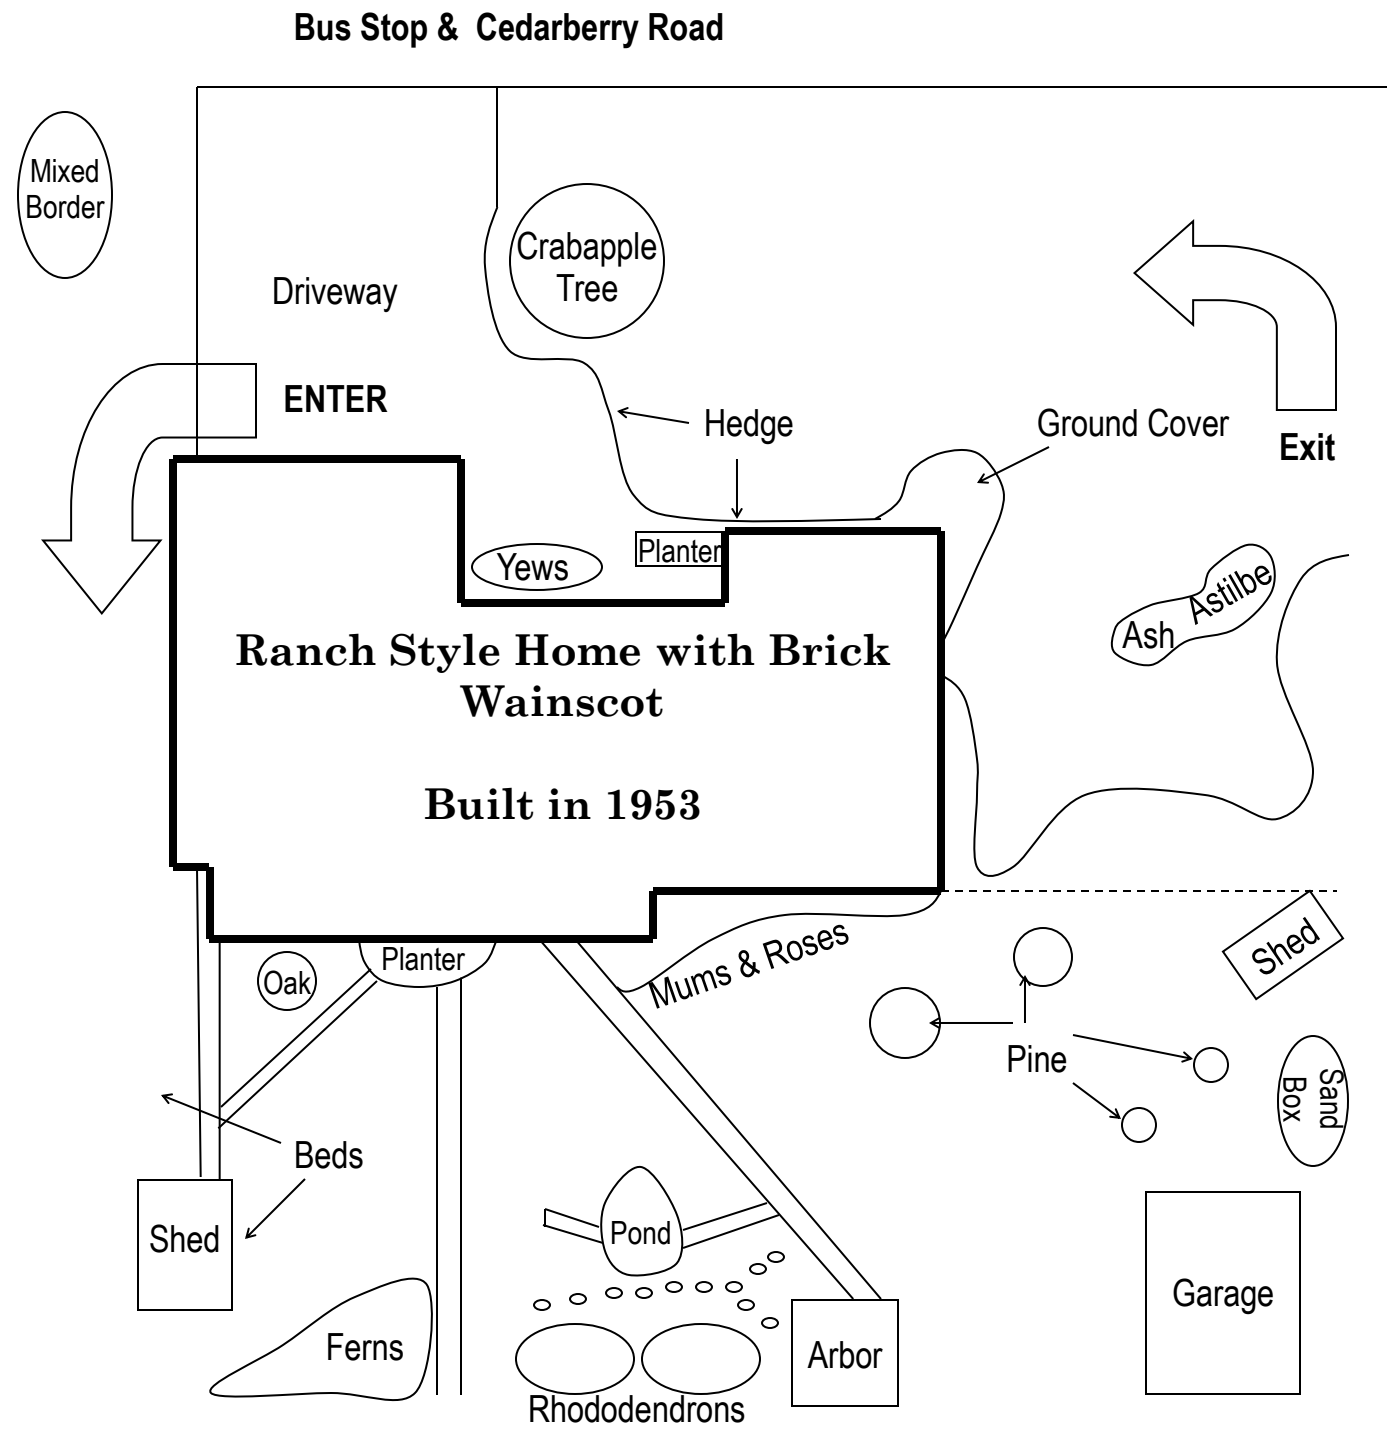 Bus Stop & Cedarberry Road
Mixed
Border
Crabapple
Tree
Driveway
ENTER
Hedge
Ground Cover
Exit
Planter
Yews
Astilbe
Ash
Ranch Style Home with Brick
Wainscot
Built in 1953
Planter
Oak
Mums & Roses
Shed
Pine
Sand
Box
Beds
Shed
Pond
Garage
Ferns
Arbor
Rhododendrons